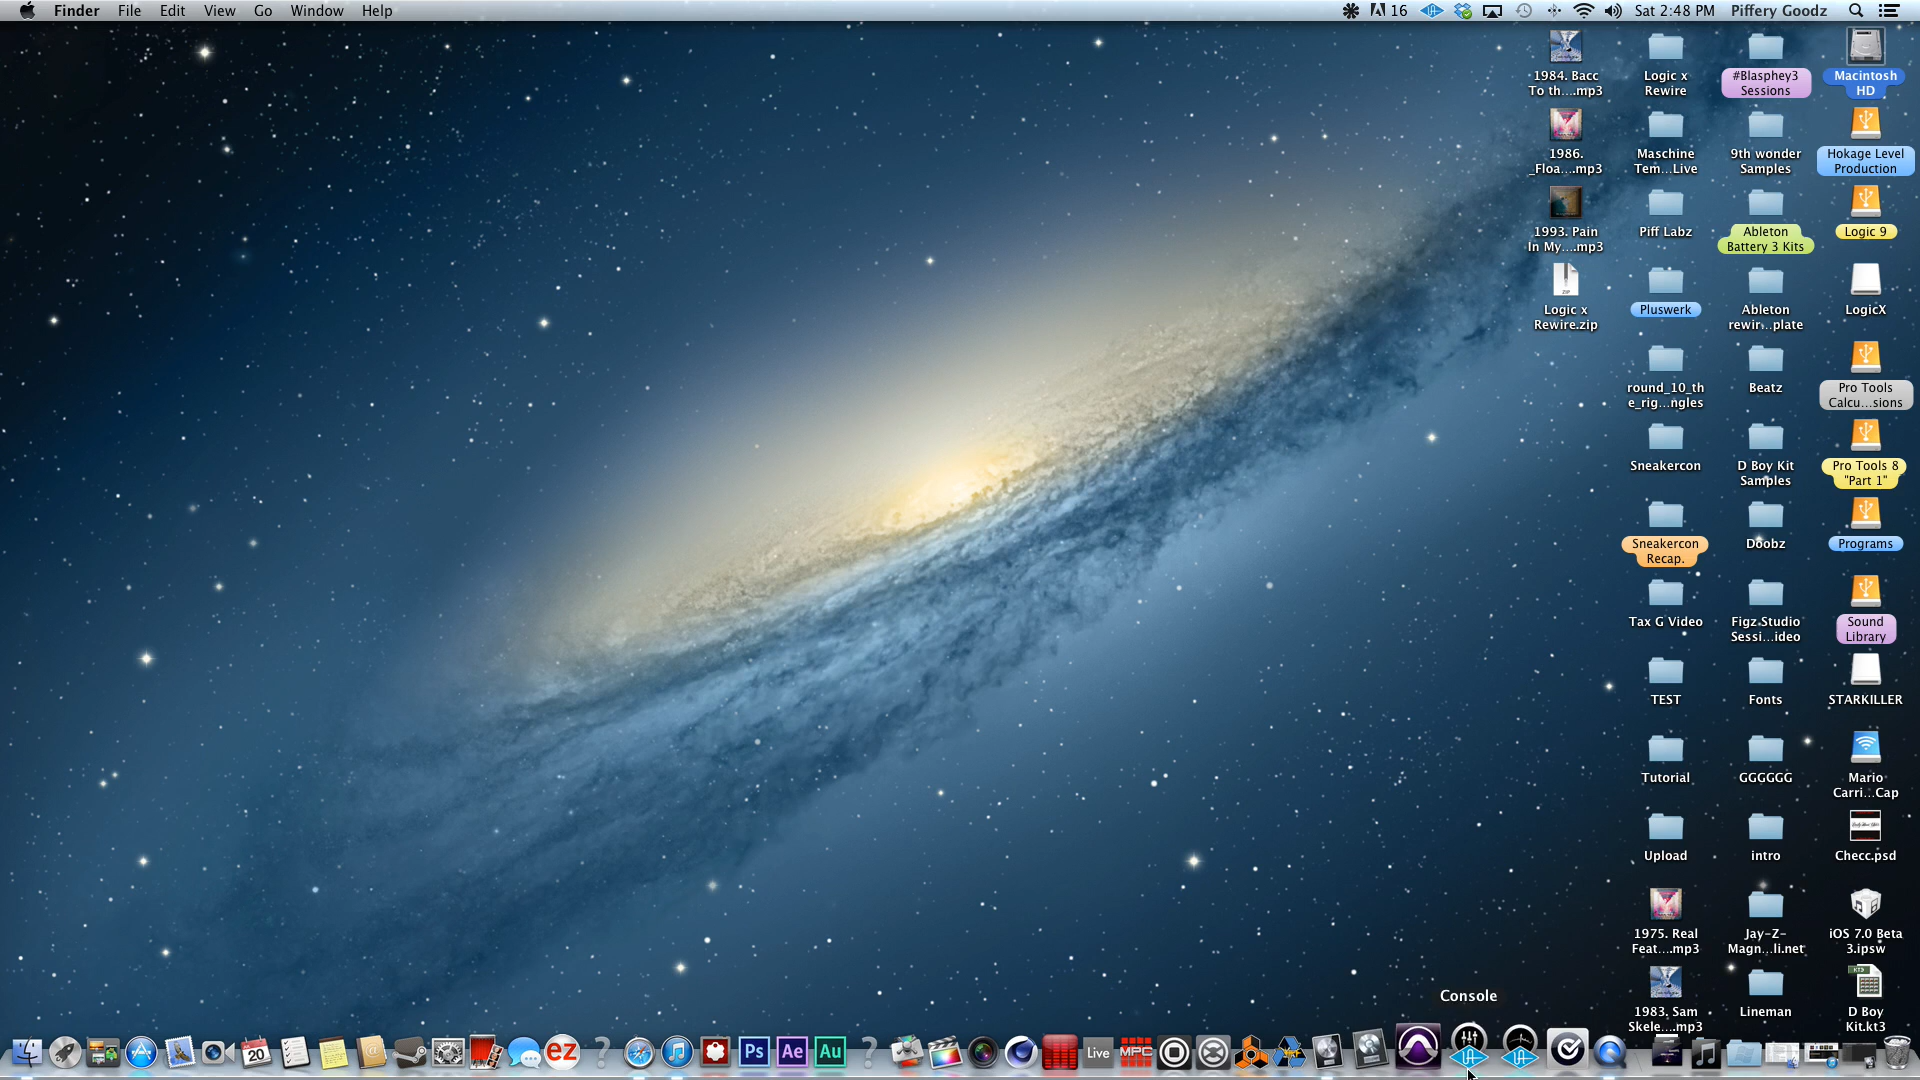 Finder File Edit View Go Window Help
16 Sat 2:48 PM Piffery Goodz
1984. Bacc
To th....mp3
Logic x
Rewire
#Blasphey3
Sessions
Macintosh
HD
1986.
_Floa....mp3
Maschine
Tem...Live
9th wonder
Samples
Hokage Level
Production
1993. Pain
In My....mp3
Piff Labz
Ableton
Battery 3 Kits
Logic 9
ZIP
Logic x
Rewire.zip
Pluswerk
Ableton
rewir...plate
LogicX
round_10_th
e_rig...ngles
Beatz
Pro Tools
Calcu...sions
Sneakercon
D Boy Kit
Samples
Pro Tools 8
"Part 1"
Sneakercon
Recap.
Doobz
Programs
Tax G Video
Figz Studio
Sessi...ideo
Sound
Library
TEST
Fonts
STARKILLER
Tutorial
GGGGGG
Mario
Carri...Cap
Upload
intro
Checc.psd
1975. Real
Feat....mp3
Jay-Z-
Magn...li.net
iOS 7.0 Beta
3.ipsw
1983. Sam
Skele....mp3
Lineman
KT3
D Boy
Kit.kt3
Console
20
ez
Ps
Ae
Au
Live
MPC